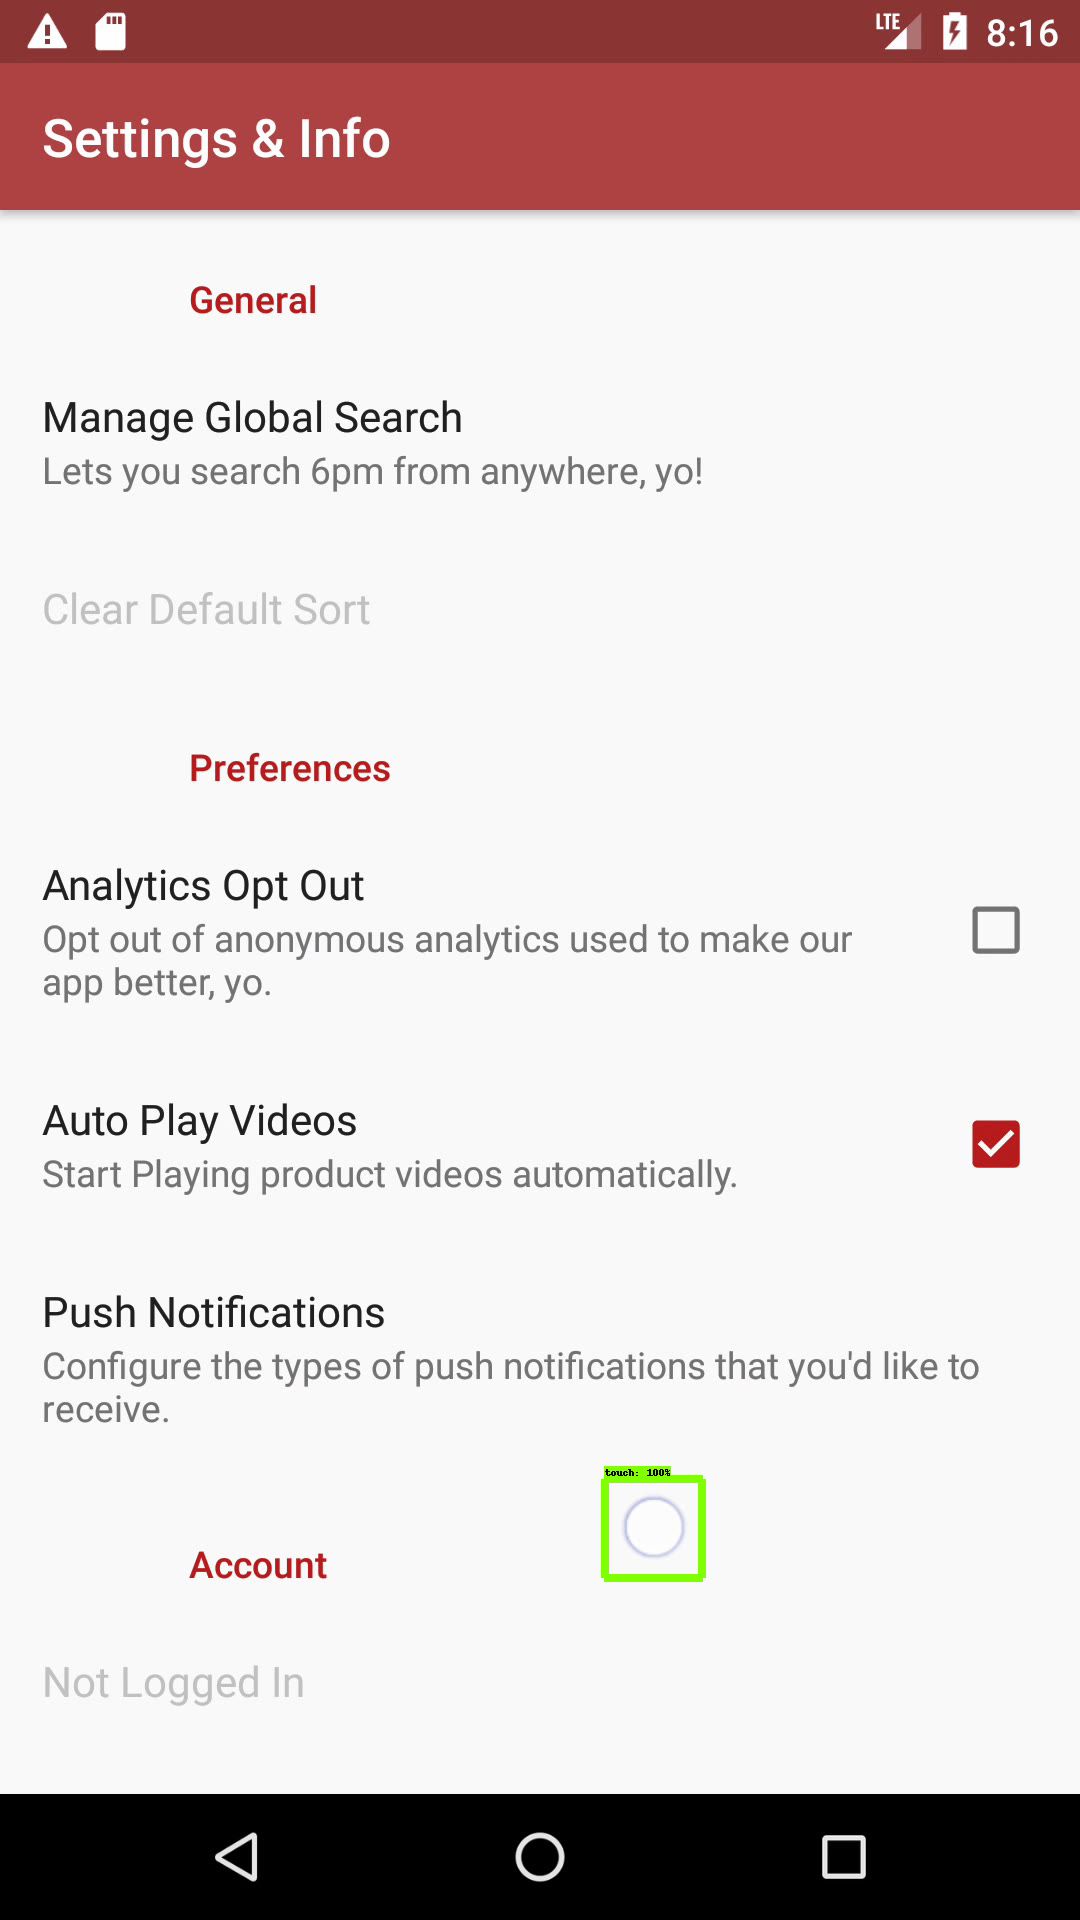 LTE 8:16
Settings & Info
General
Manage Global Search
Lets you search 6pm from anywhere, yo!
Clear Default Sort
Preferences
Analytics Opt Out
Opt out of anonymous analytics used to make our
app better, yo.
Auto Play Videos
Start Playing product videos automatically.
Push Notifications
Configure the types of push notifications that you'd like to
receive.
touch: 100%
Account
Not Logged In